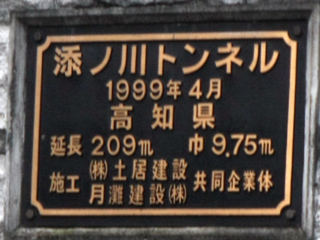 添ノ川トンネル
1999年4月
高知県
延長 209m 巾9.75m
施工 ㈱土居建設 共同企業体
月灘建設㈱